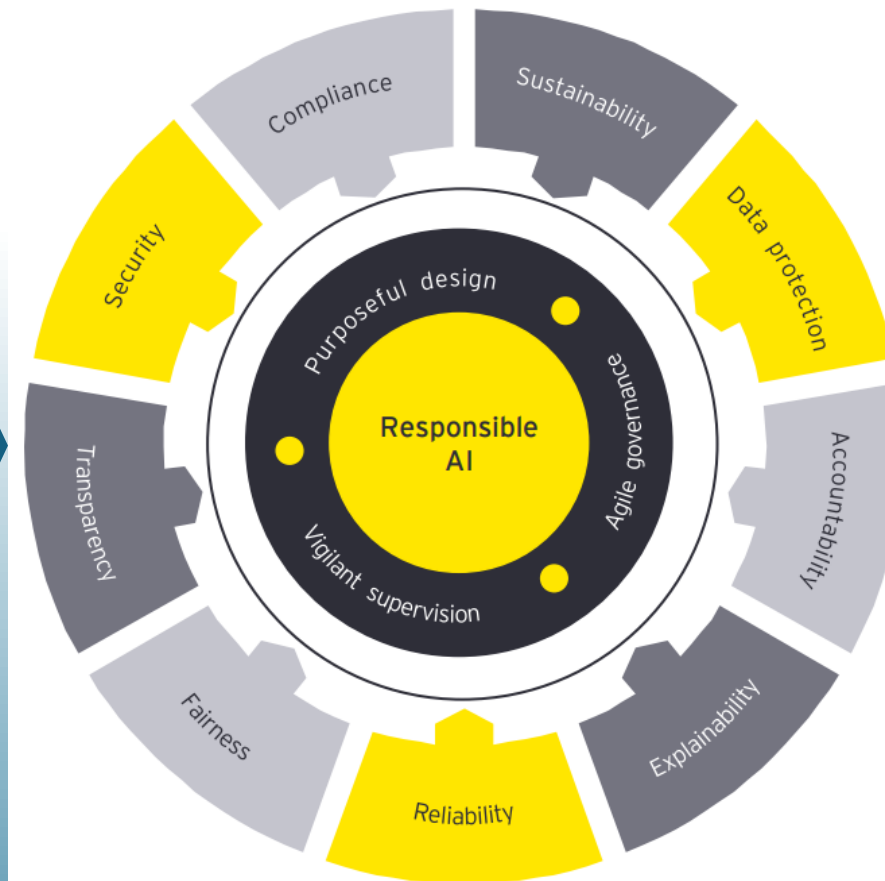 Compliance
Sustainability
Data protection
Accountability
Explainability
Reliability
Fairness
Transparency
Security
Purposeful design
Agile governance
Vigilant supervision
Responsible
AI